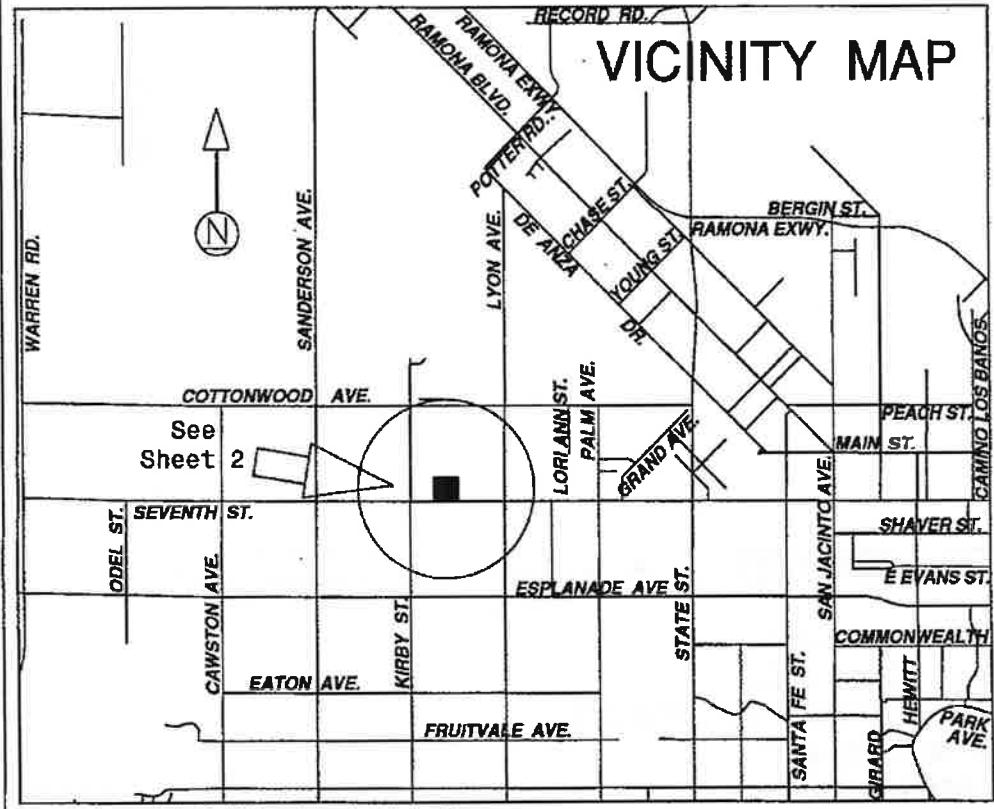 RECORD RD.
VICINITY MAP
RAMONA EXWY.
RAMONA BLVD.
POTTER RD.
CHASE ST.
YOUNG ST.
DE ANZA
DR.
BERGIN ST.
RAMONA EXWY.
N
WARREN RD.
SANDERSON AVE.
LYON AVE.
COTTONWOOD AVE.
LORI ANN ST.
PALM AVE.
GRAND AVE.
PEACH ST.
MAIN ST.
CAMINO LOS BANOS
See
Sheet 2
SEVENTH ST.
ODEL ST.
CAWSTON AVE.
KIRBY ST.
ESPLANADE AVE
STATE ST.
SAN JACINTO AVE.
SHAVER ST.
E EVANS ST.
COMMONWEALTH
EATON AVE.
FRUITVALE AVE.
SANTA FE ST.
GIRARD
HEWITT
PARK
AVE.